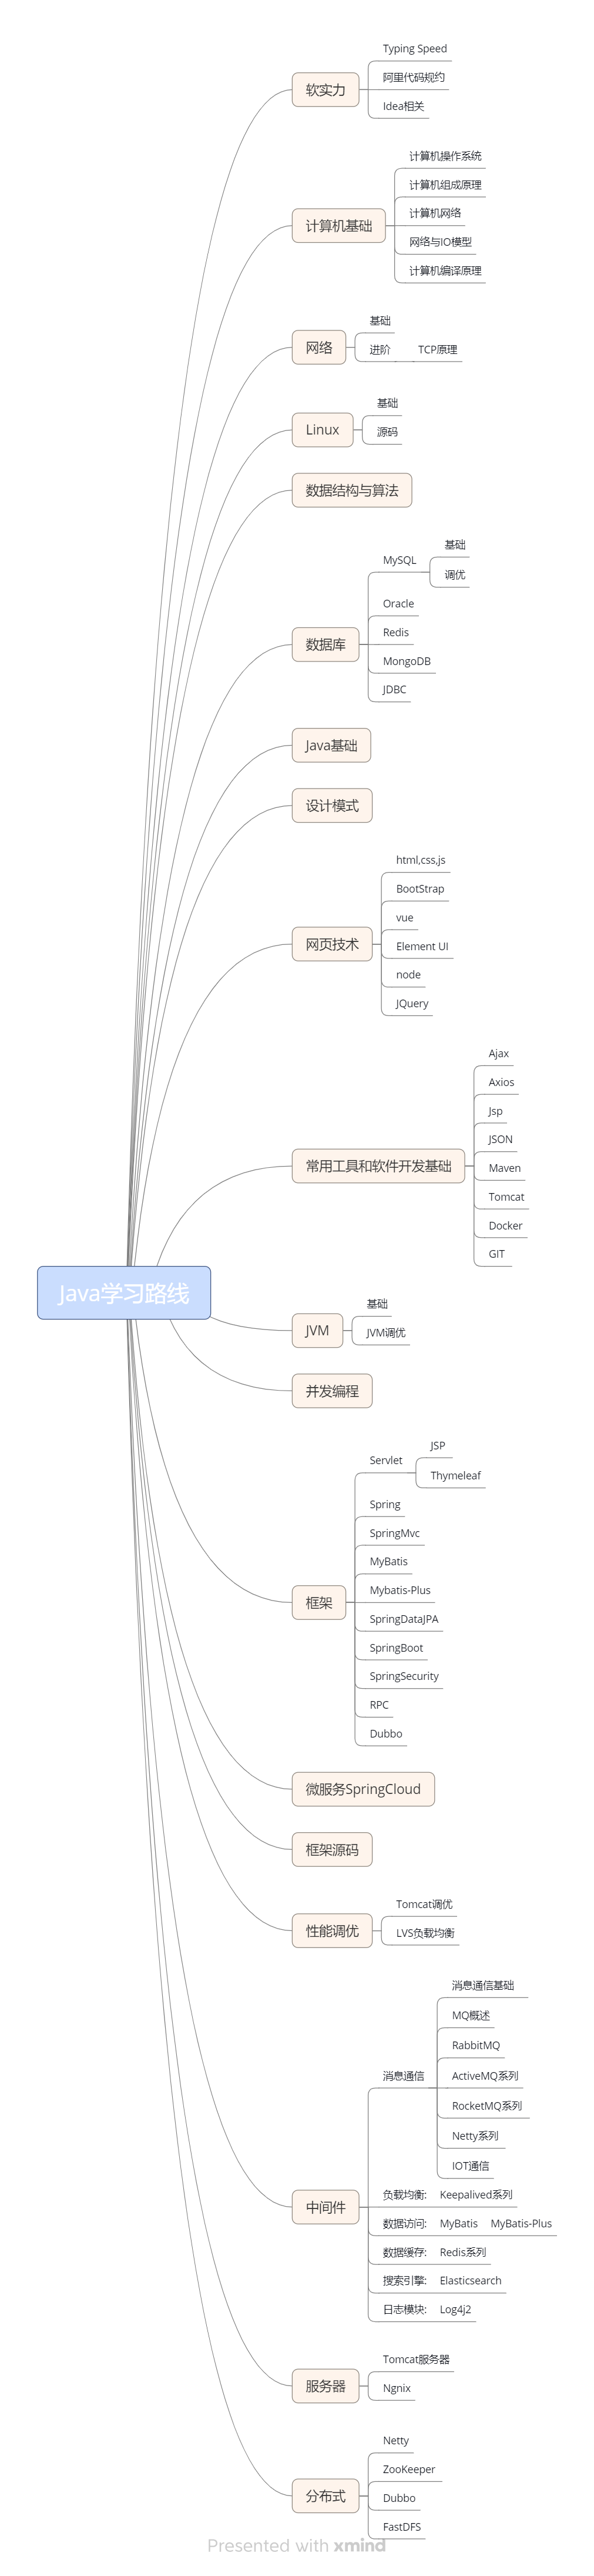 Typing Speed
软实力
阿里代码规约
Idea相关
计算机操作系统
计算机组成原理
计算机基础
计算机网络
网络与IO模型
计算机编译原理
基础
网络
进阶
TCP原理
基础
Linux
源码
数据结构与算法
基础
MySQL
调优
Oracle
Redis
数据库
MongoDB
JDBC
Java基础
设计模式
html,css,js
BootStrap
vue
网页技术
Element UI
node
JQuery
Ajax
Axios
Jsp
JSON
常用工具和软件开发基础
Maven
Tomcat
Docker
GIT
Java学习路线
基础
JVM
JVM调优
并发编程
JSP
Servlet
Thymeleaf
Spring
SpringMvc
MyBatis
Mybatis-Plus
框架
SpringDataJPA
SpringBoot
SpringSecurity
RPC
Dubbo
微服务SpringCloud
框架源码
Tomcat调优
性能调优
LVS负载均衡
消息通信基础
MQ概述
RabbitMQ
消息通信
ActiveMQ系列
RocketMQ系列
Netty系列
IOT通信
负载均衡: Keepalived系列
中间件
数据访问: MyBatis MyBatis-Plus
数据缓存: Redis系列
搜索引擎: Elasticsearch
日志模块: Log4j2
Tomcat服务器
服务器
Ngnix
Netty
ZooKeeper
分布式
Dubbo
FastDFS
Presented with xmind